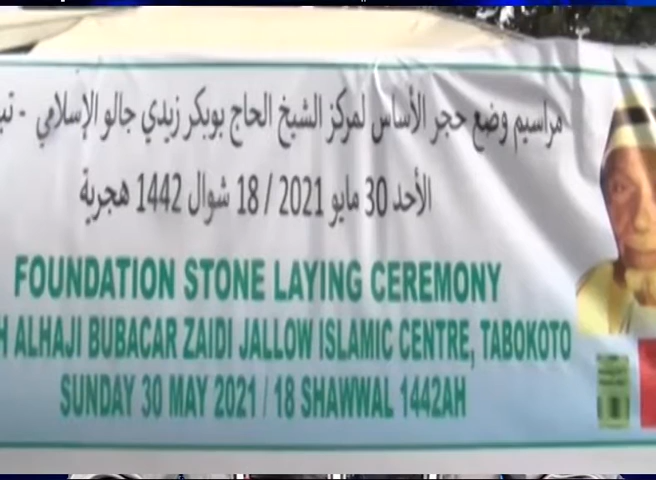 مراسيم وضع حجر الأساس لمركز الشيخ الحاج بوبكر زيدي جالو الإسلامي -
الأحد 30 مايو 2021 / 18 شوال 1442 هجرية
FOUNDATION STONE LAYING CEREMONY
H ALHAJI BUBACAR ZAIDI JALLOW ISLAMIC CENTRE, TABOKOTO
SUNDAY 30 MAY 2021 / 18 SHAWWAL 1442AH